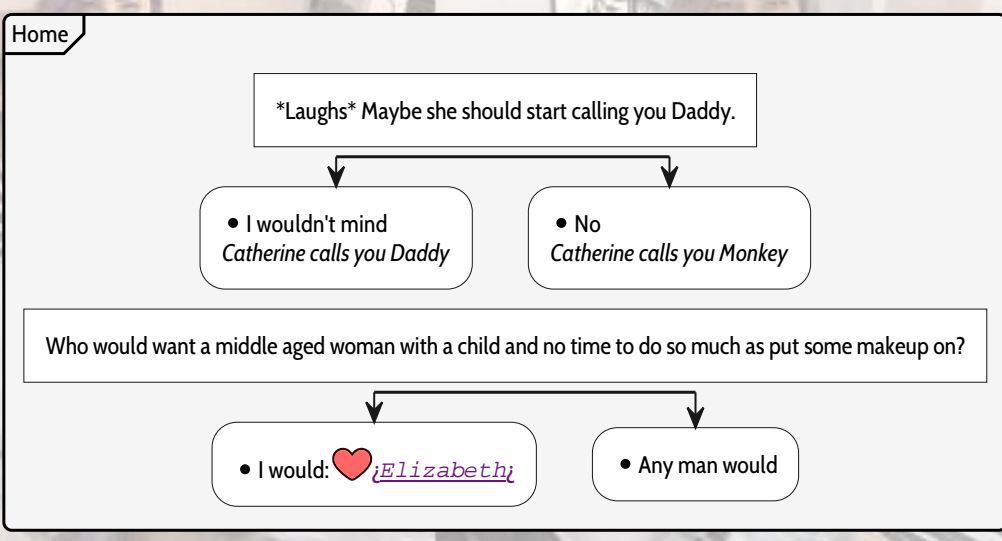 Home
*Laughs* Maybe she should start calling you Daddy.
• I wouldn't mind
Catherine calls you Daddy
• No
Catherine calls you Monkey
Who would want a middle aged woman with a child and no time to do so much as put some makeup on?
• I would: ❤¿Elizabeth¿
• Any man would